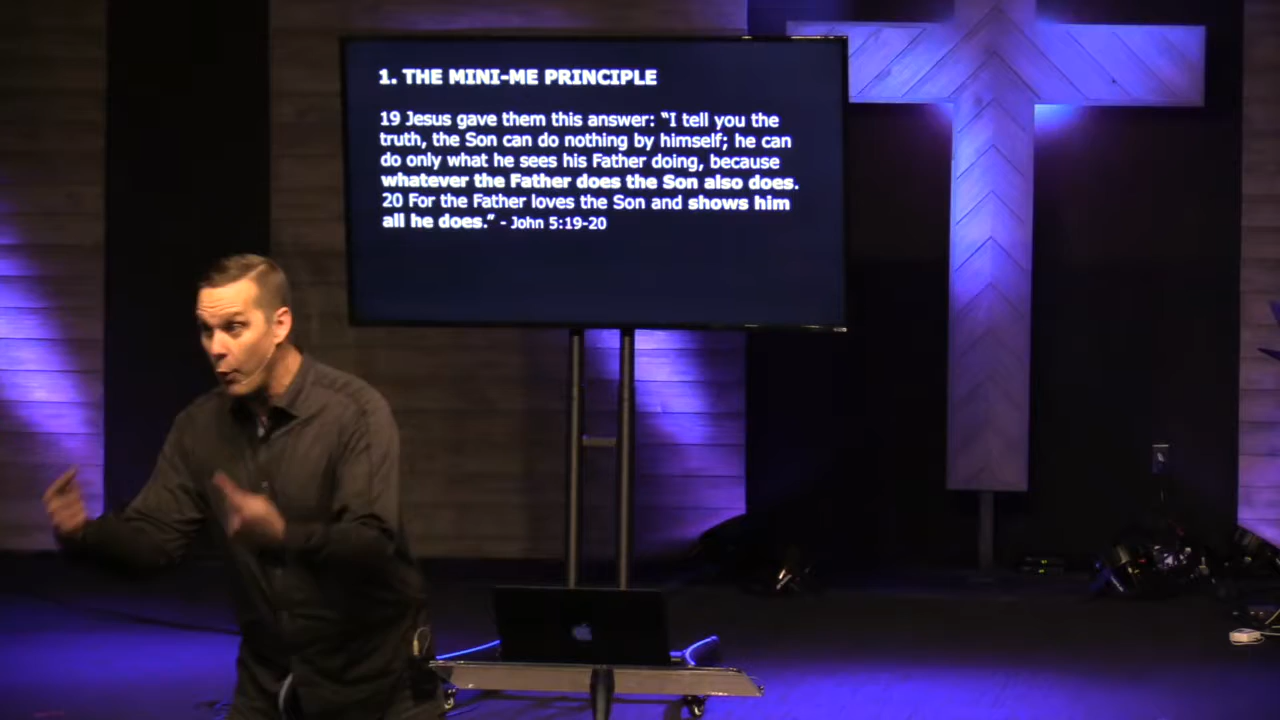 1. THE MINI-ME PRINCIPLE
19 Jesus gave them this answer: “I tell you the
truth, the Son can do nothing by himself; he can
do only what he sees his Father doing, because
whatever the Father does the Son also does.
20 For the Father loves the Son and shows him
all he does.” - John 5:19-20